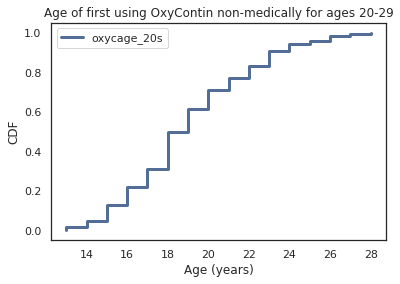 Age of first using OxyContin non-medically for ages 20-29
oxycage_20s
1.0
0.8
0.6
0.4
0.2
0.0
CDF
14 16 18 20 22 24 26 28
Age (years)